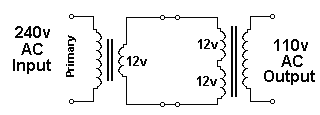 240v
AC
Input
Primary
12v
12v
12v
110v
AC
Output